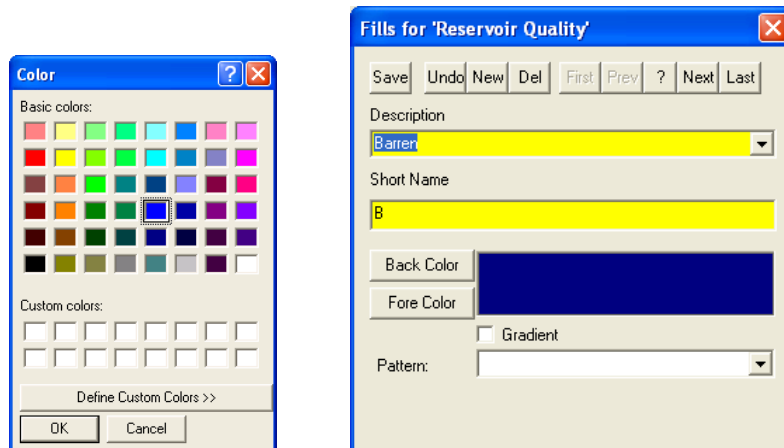 Color
Basic colors:
Custom colors:
Define Custom Colors >>
OK Cancel
Fills for 'Reservoir Quality'
Save Undo New Del First Prev ? Next Last
Description
Barren
Short Name
B
Back Color
Fore Color
Gradient
Pattern: